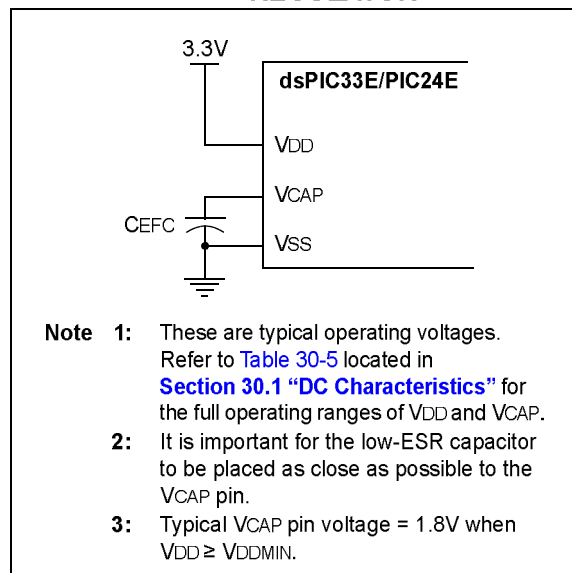 3.3V
dsPIC33E/PIC24E
VDD
VCAP
CEFC
VSS
Note 1: These are typical operating voltages.
Refer to Table 30-5 located in
Section 30.1 “DC Characteristics” for
the full operating ranges of VDD and VCAP.
2: It is important for the low-ESR capacitor
to be placed as close as possible to the
VCAP pin.
3: Typical VCAP pin voltage = 1.8V when
VDD ≥ VDDMIN.